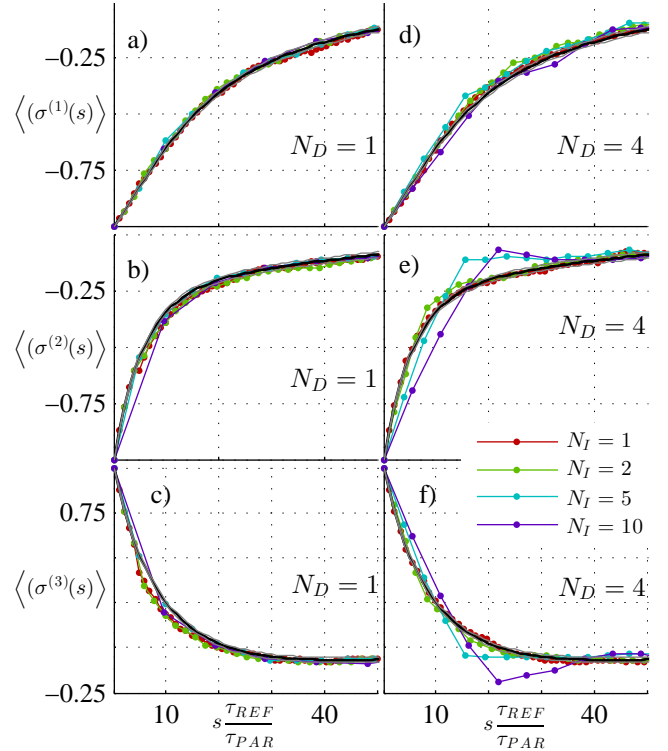 a)
d)
−0.25
⟨(σ^(1)(s)⟩
−0.75
N_D = 1
N_D = 4
b)
e)
−0.25
⟨(σ^(2)(s)⟩
−0.75
N_D = 1
N_D = 4
N_I = 1
N_I = 2
N_I = 5
N_I = 10
c)
f)
0.75
⟨(σ^(3)(s)⟩
−0.25
N_D = 1
N_D = 4
10 s τ_REF/τ_PAR 40
10 40